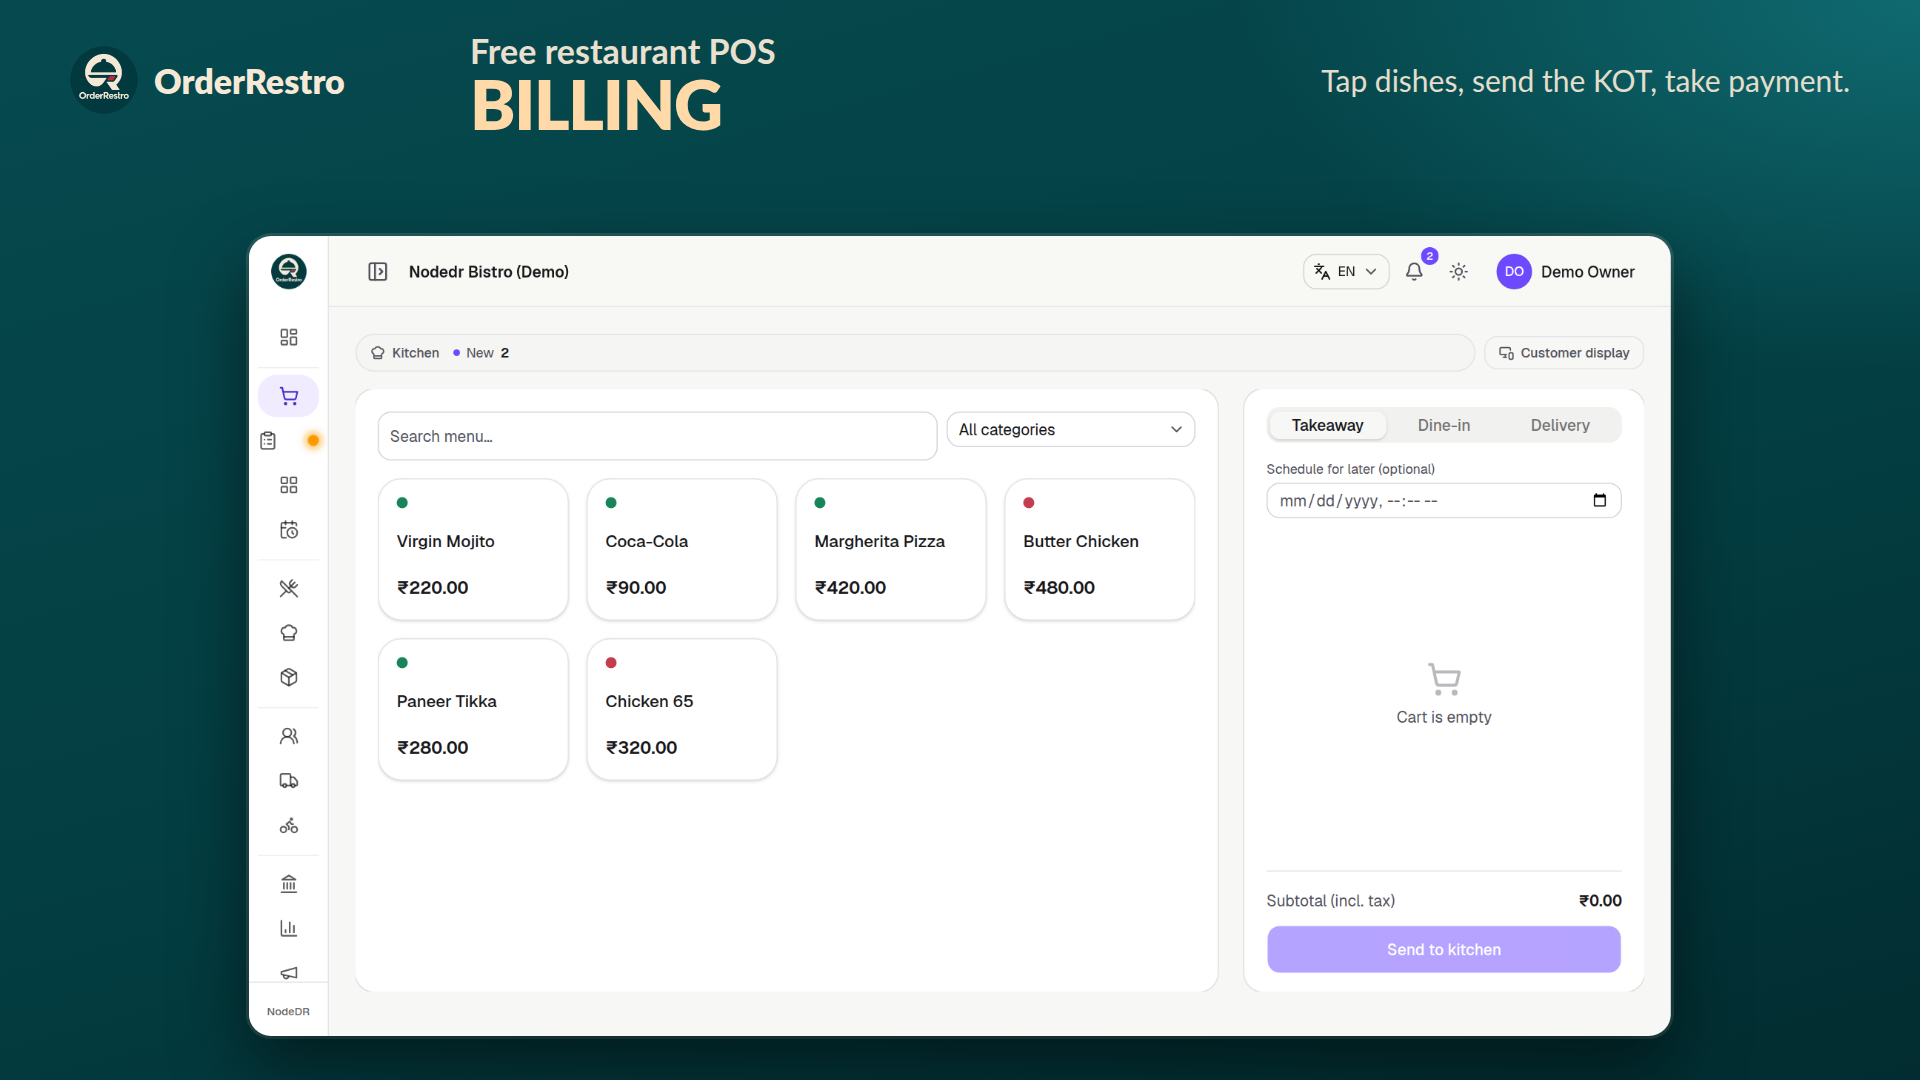 OrderRestro
OrderRestro
Free restaurant POS
BILLING
Tap dishes, send the KOT, take payment.
Nodedr Bistro (Demo)
EN
2
DO
Demo Owner
Kitchen
New 2
Customer display
Search menu...
All categories
Virgin Mojito
₹220.00
Coca-Cola
₹90.00
Margherita Pizza
₹420.00
Butter Chicken
₹480.00
Paneer Tikka
₹280.00
Chicken 65
₹320.00
Takeaway
Dine-in
Delivery
Schedule for later (optional)
mm/dd/yyyy, --:-- --
Cart is empty
Subtotal (incl. tax)
₹0.00
Send to kitchen
NodeDR